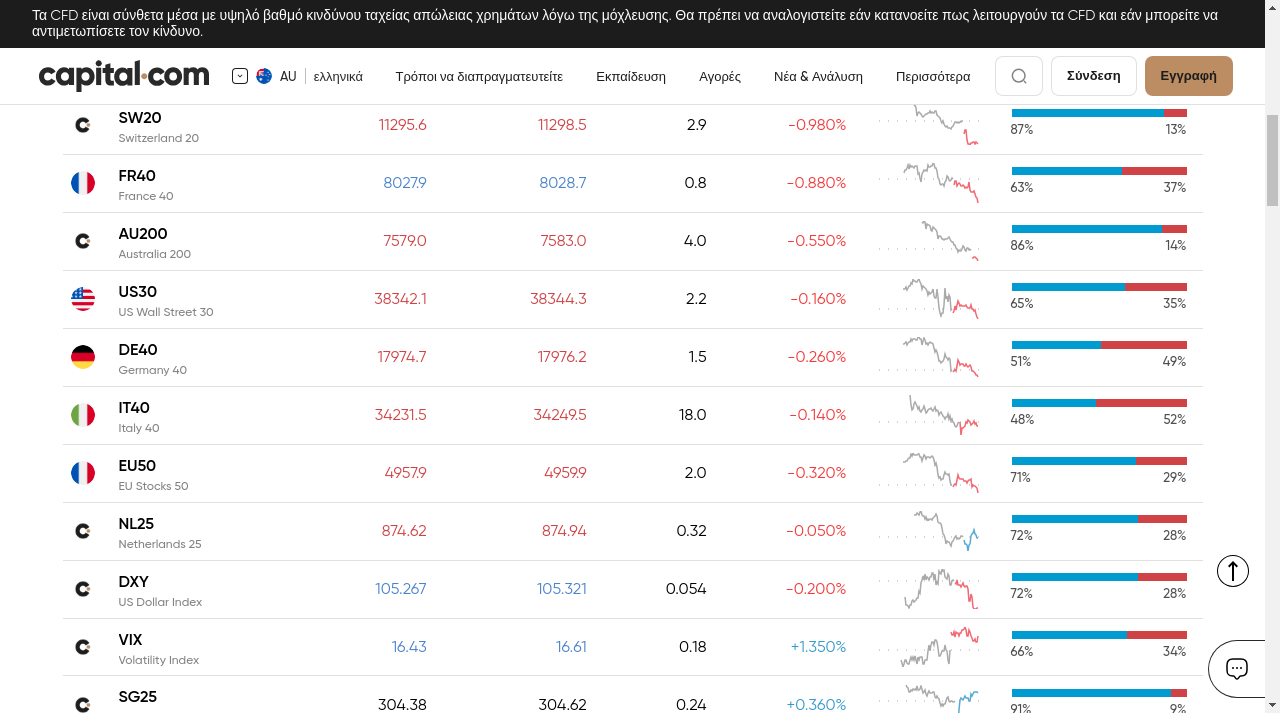 Τα CFD είναι σύνθετα μέσα με υψηλό βαθμό κινδύνου ταχείας απώλειας χρημάτων λόγω της μόχλευσης. Θα πρέπει να αναλογιστείτε εάν κατανοείτε πως λειτουργούν τα CFD και εάν μπορείτε να
αντιμετωπίσετε τον κίνδυνο.
capital.com AU ελληνικά Τρόποι να διαπραγματευτείτε Εκπαίδευση Αγορές Νέα & Ανάλυση Περισσότερα Σύνδεση Εγγραφή
SW20 11295.6 11298.5 2.9 -0.980%
Switzerland 20 87% 13%
FR40 8027.9 8028.7 0.8 -0.880%
France 40 63% 37%
AU200 7579.0 7583.0 4.0 -0.550%
Australia 200 86% 14%
US30 38342.1 38344.3 2.2 -0.160%
US Wall Street 30 65% 35%
DE40 17974.7 17976.2 1.5 -0.260%
Germany 40 51% 49%
IT40 34231.5 34249.5 18.0 -0.140%
Italy 40 48% 52%
EU50 4957.9 4959.9 2.0 -0.320%
EU Stocks 50 71% 29%
NL25 874.62 874.94 0.32 -0.050%
Netherlands 25 72% 28%
DXY 105.267 105.321 0.054 -0.200%
US Dollar Index 72% 28%
VIX 16.43 16.61 0.18 +1.350%
Volatility Index 66% 34%
SG25 304.38 304.62 0.24 +0.360%
91% 9%